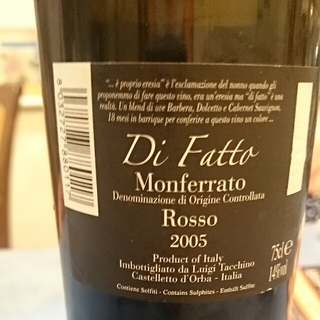 "... è proprio eresia" è l'esclamazione del nonno quando gli
proponemmo di fare questo vino, era un'eresia ma "di fatto" è una
realtà. Un blend di uve Barbera, Dolcetto e Cabernet Sauvignon.
18 mesi in barrique per conferire a questo vino un colore ...
Di Fatto
Monferrato
Denominazione di Origine Controllata
Rosso
2005
Product of Italy
Imbottigliato da Luigi Tacchino
Castelletto d'Orba - Italia
Contiene Solfiti - Contains Sulphites - Enthält Sulfite
75cl e
14%vol